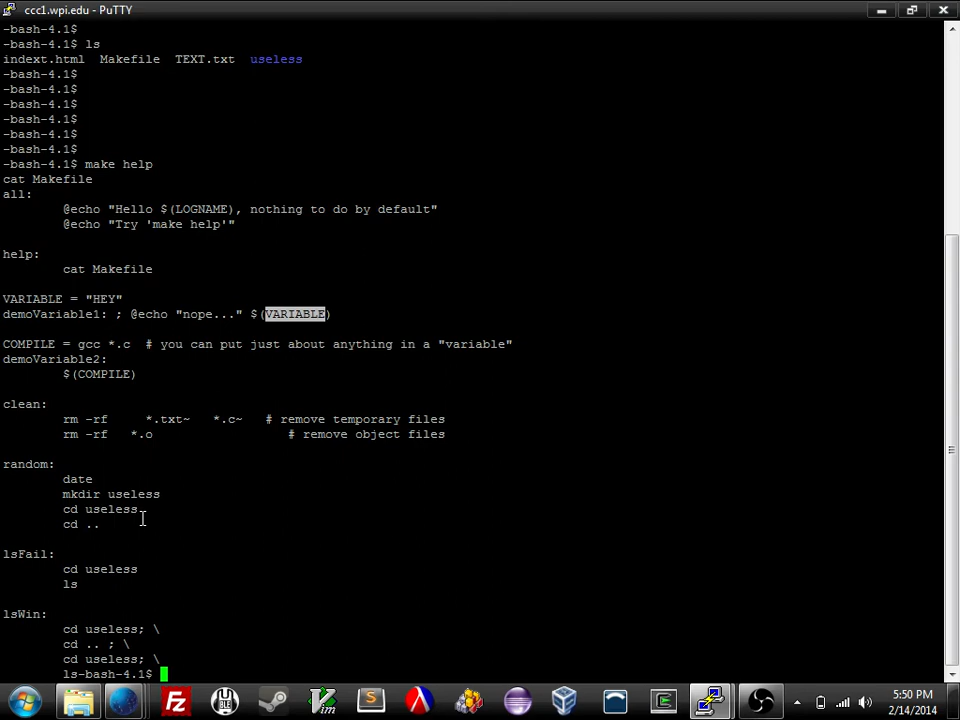 ccc1.wpi.edu - PuTTY
-bash-4.1$
-bash-4.1$ ls
indext.html  Makefile  TEXT.txt  useless
-bash-4.1$
-bash-4.1$
-bash-4.1$
-bash-4.1$
-bash-4.1$
-bash-4.1$
-bash-4.1$ make help
cat Makefile
all:
        @echo "Hello $(LOGNAME), nothing to do by default"
        @echo "Try 'make help'"
help:
        cat Makefile
VARIABLE = "HEY"
demoVariable1: ; @echo "nope..." $(VARIABLE)
COMPILE = gcc *.c  # you can put just about anything in a "variable"
demoVariable2:
        $(COMPILE)
clean:
        rm -rf     *.txt~   *.c~  # remove temporary files
        rm -rf   *.o                  # remove object files
random:
        date
        mkdir useless
        cd useless
        cd ..
lsFail:
        cd useless
        ls
lsWin:
        cd useless; \
        cd .. ; \
        cd useless; \
        ls-bash-4.1$
5:50 PM
2/14/2014